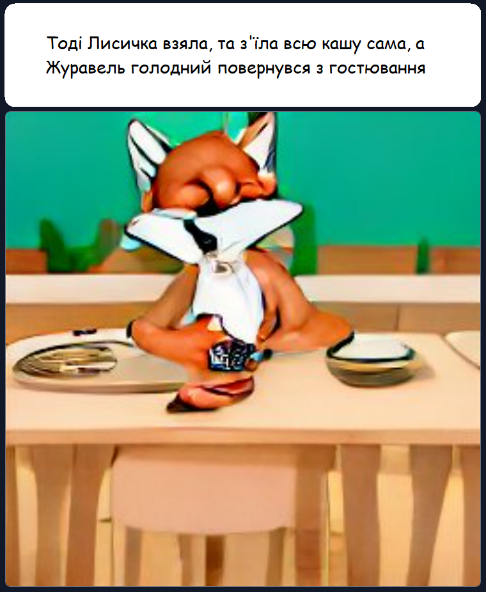 Тоді Лисичка взяла, та з'їла всю кашу сама, а
Журавель голодний повернувся з гостювання